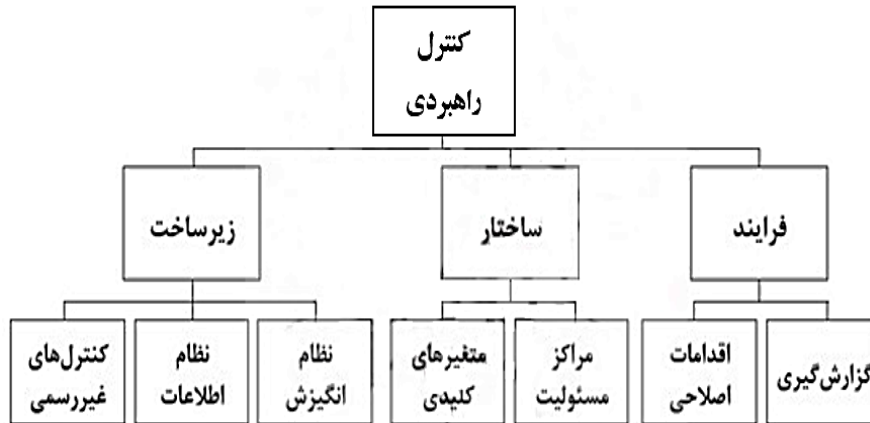 کنترل
راهبردی
فرایند
ساختار
زیرساخت
گزارش‌گیری
اقدامات
اصلاحی
مراکز
مسئولیت
متغیرهای
کلیدی
نظام
انگیزش
نظام
اطلاعات
کنترل‌های
غیررسمی